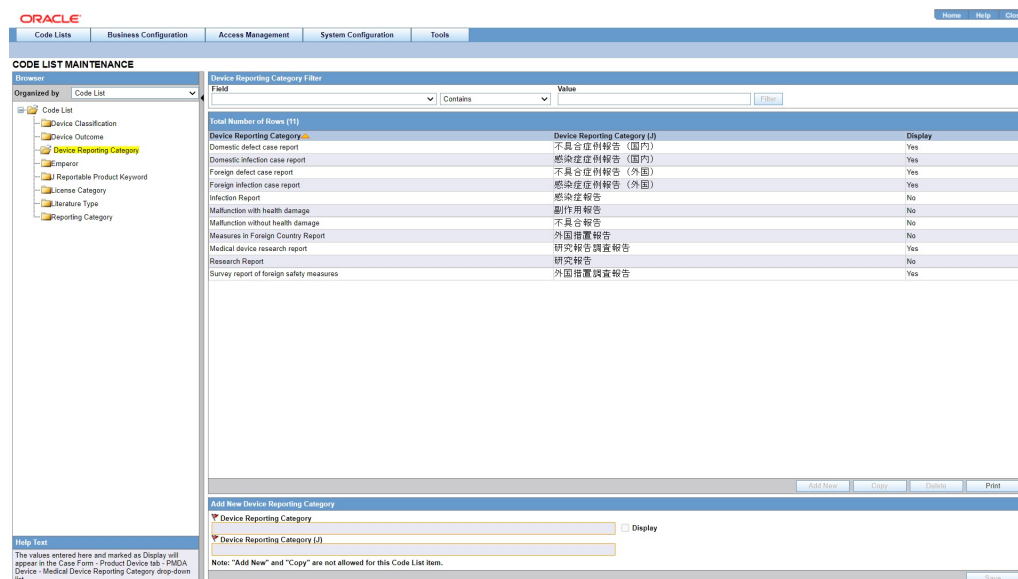 ORACLE
Home Help Clos
Code Lists Business Configuration Access Management System Configuration Tools
CODE LIST MAINTENANCE
Browser
Organized by Code List
Code List
Device Classification
Device Outcome
Device Reporting Category
Emperor
J Reportable Product Keyword
License Category
Literature Type
Reporting Category
Help Text
The values entered here and marked as Display will
appear in the Case Form - Product Device tab - PMDA
Device - Medical Device Reporting Category drop-down
list
Device Reporting Category Filter
Field Value
Contains Filter
Total Number of Rows (11)
Device Reporting Category Device Reporting Category (J) Display
Domestic defect case report 不具合症例報告（国内） Yes
Domestic infection case report 感染症症例報告（国内） Yes
Foreign defect case report 不具合症例報告（外国） Yes
Foreign infection case report 感染症症例報告（外国） Yes
Infection Report 感染症報告 No
Malfunction with health damage 副作用報告 No
Malfunction without health damage 不具合報告 No
Measures in Foreign Country Report 外国措置報告 No
Medical device research report 研究報告調査報告 Yes
Research Report 研究報告 No
Survey report of foreign safety measures 外国措置調査報告 Yes
Add New Copy Delete Print
Add New Device Reporting Category
Device Reporting Category
Display
Device Reporting Category (J)
Note: "Add New" and "Copy" are not allowed for this Code List item.
Save